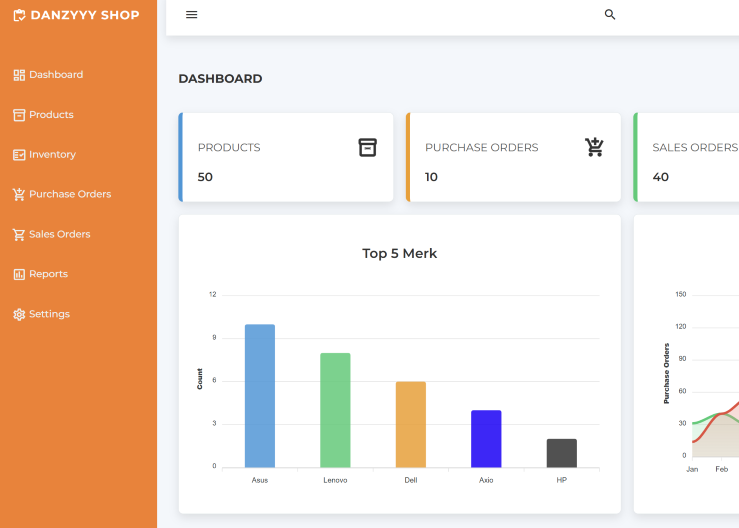 DANZYYY SHOP
Dashboard
Products
Inventory
Purchase Orders
Sales Orders
Reports
Settings
DASHBOARD
PRODUCTS
50
PURCHASE ORDERS
10
SALES ORDERS
40
Top 5 Merk
Count
12
9
6
3
0
Asus
Lenovo
Dell
Axio
HP
Purchase Orders
150
120
90
60
30
0
Jan
Feb